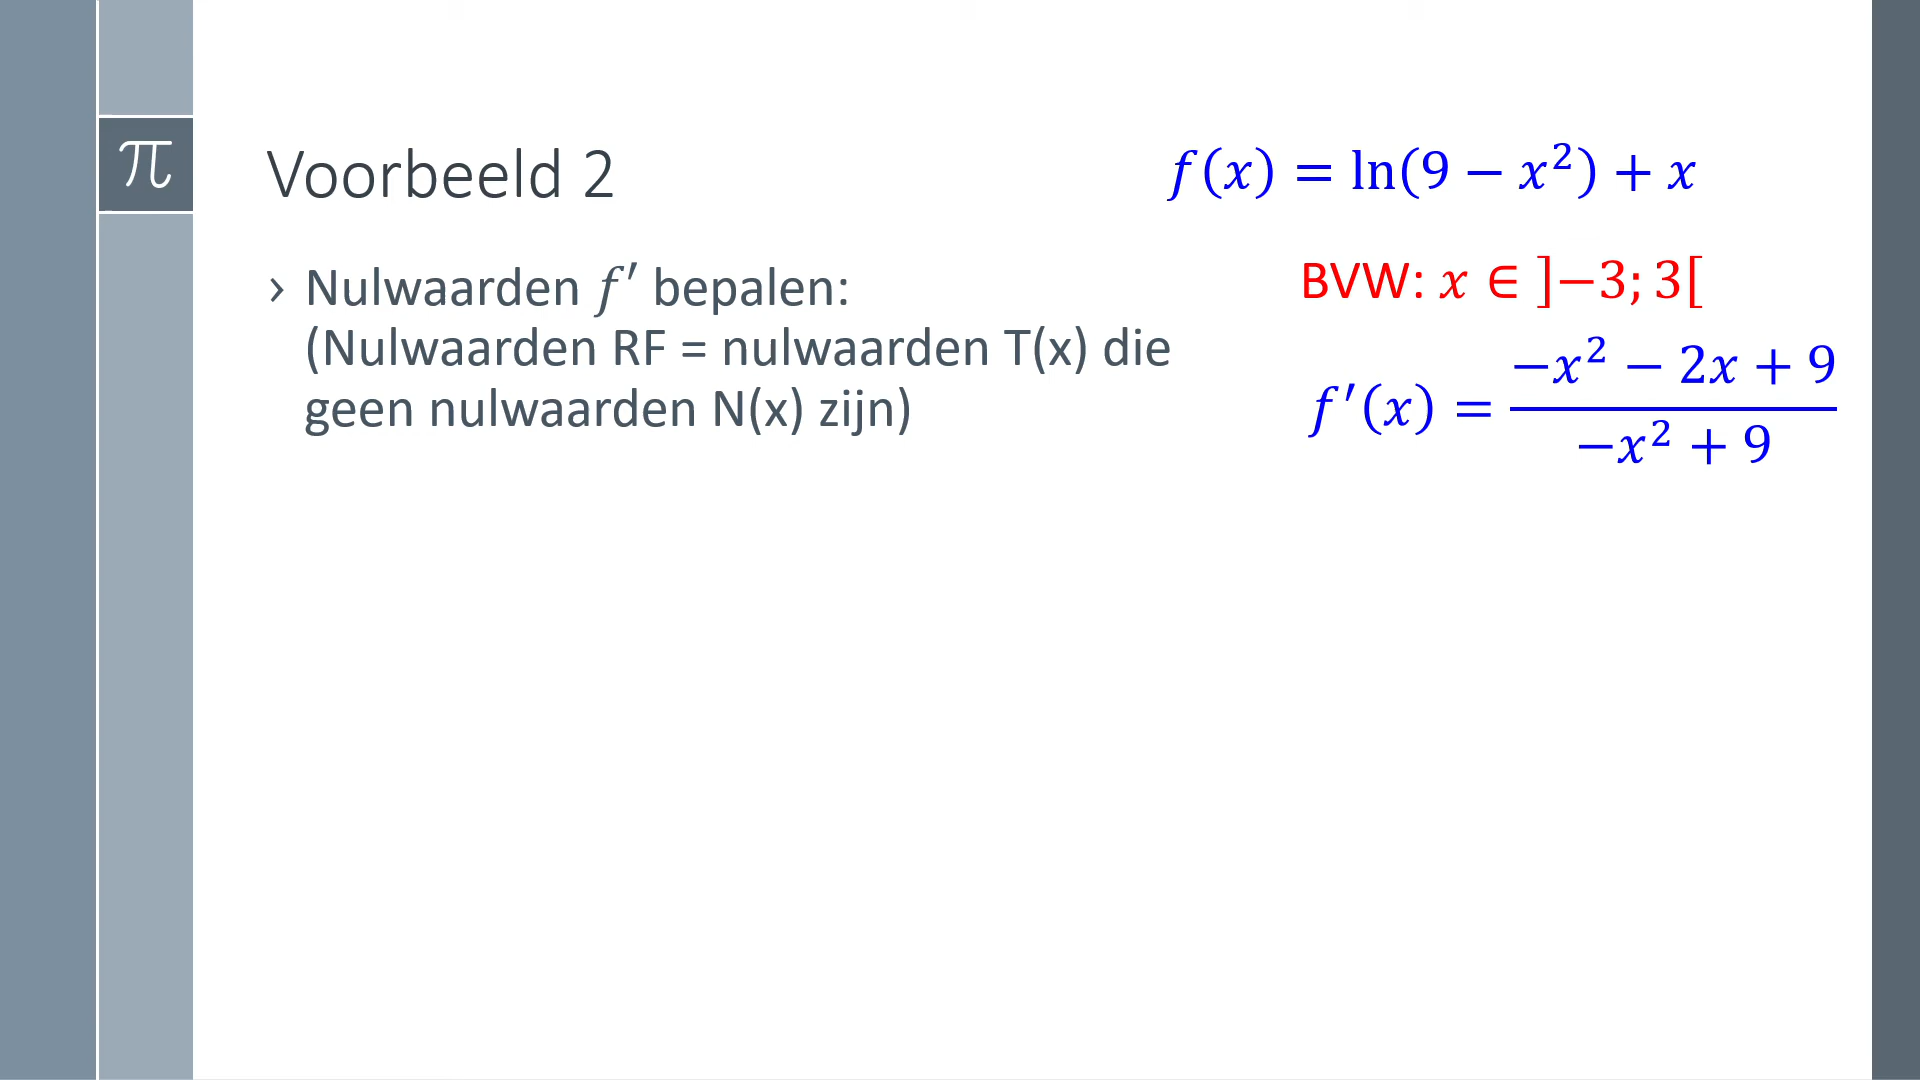 π
Voorbeeld 2
f(x) = ln(9 − x²) + x
› Nulwaarden f′ bepalen:
(Nulwaarden RF = nulwaarden T(x) die
geen nulwaarden N(x) zijn)
BVW: x ∈ ]−3; 3[
f′(x) = (−x² − 2x + 9) / (−x² + 9)